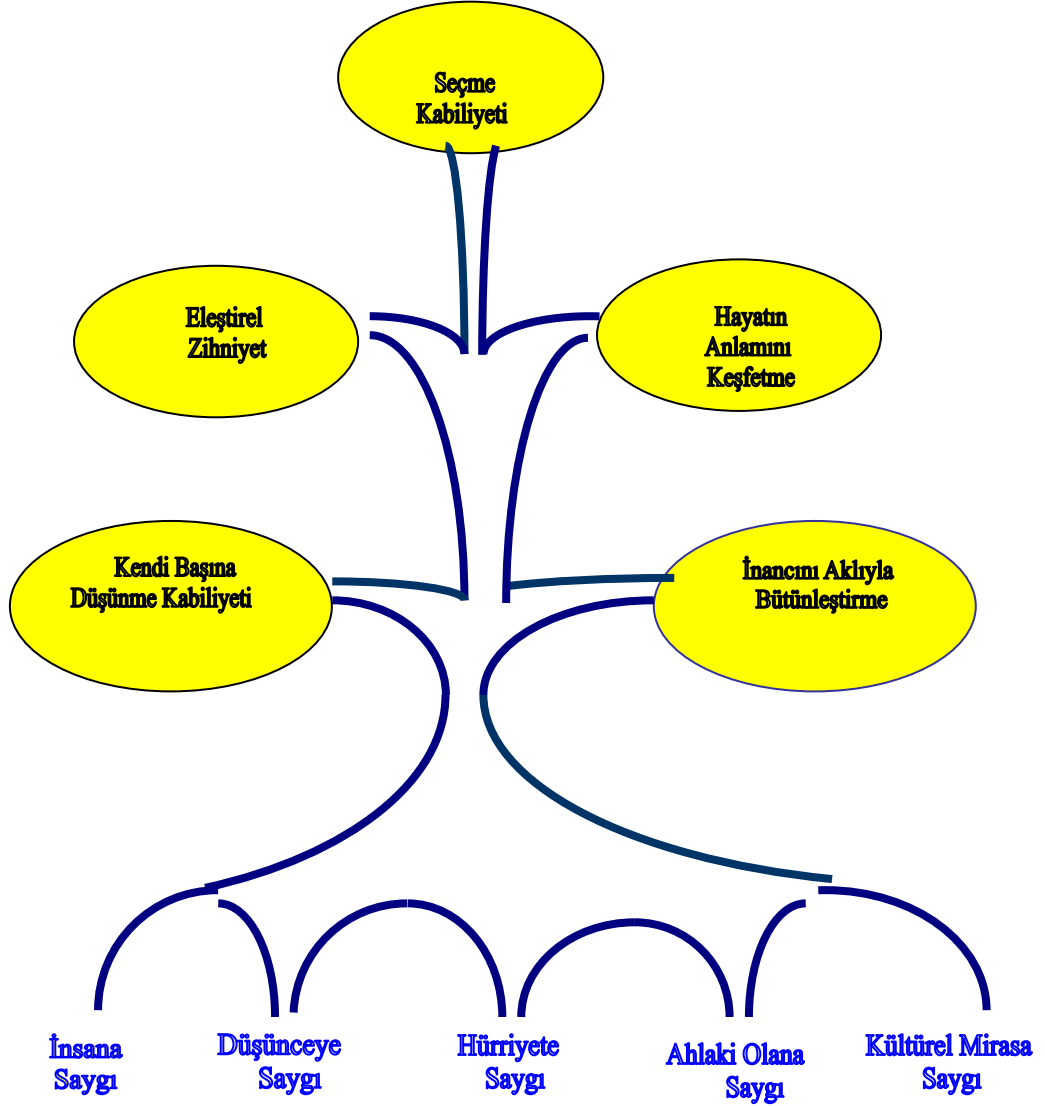 Seçme
Kabiliyeti
Eleştirel
Zihniyet
Hayatın
Anlamını
Keşfetme
Kendi Başına
Düşünme Kabiliyeti
İnancını Aklıyla
Bütünleştirme
İnsana
Saygı
Düşünceye
Saygı
Hürriyete
Saygı
Ahlaki Olana
Saygı
Kültürel Mirasa
Saygı